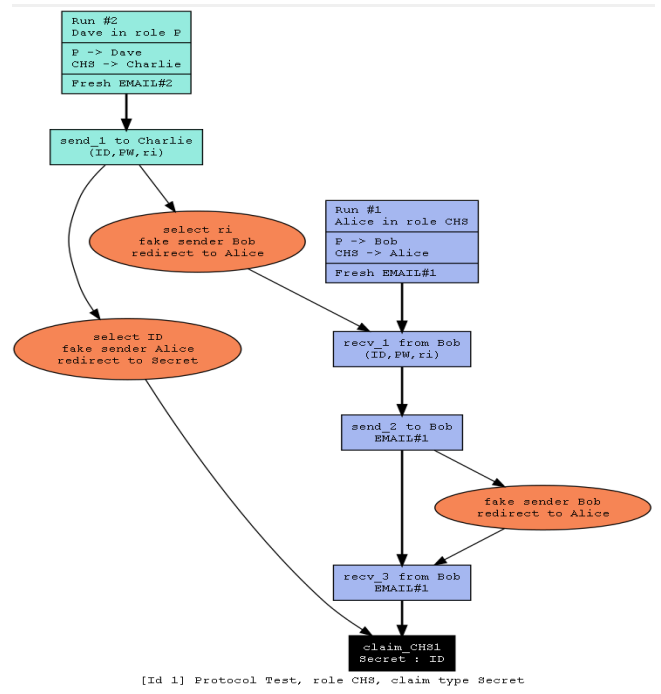 Run #2
Dave in role P
P -> Dave
CHS -> Charlie
Fresh EMAIL#2
send_1 to Charlie
(ID,PW,ri)
select ri
fake sender Bob
redirect to Alice
Run #1
Alice in role CHS
P -> Bob
CHS -> Alice
Fresh EMAIL#1
select ID
fake sender Alice
redirect to Secret
recv_1 from Bob
(ID,PW,ri)
send_2 to Bob
EMAIL#1
fake sender Bob
redirect to Alice
recv_3 from Bob
EMAIL#1
claim_CHS1
Secret : ID
[Id 1] Protocol Test, role CHS, claim type Secret